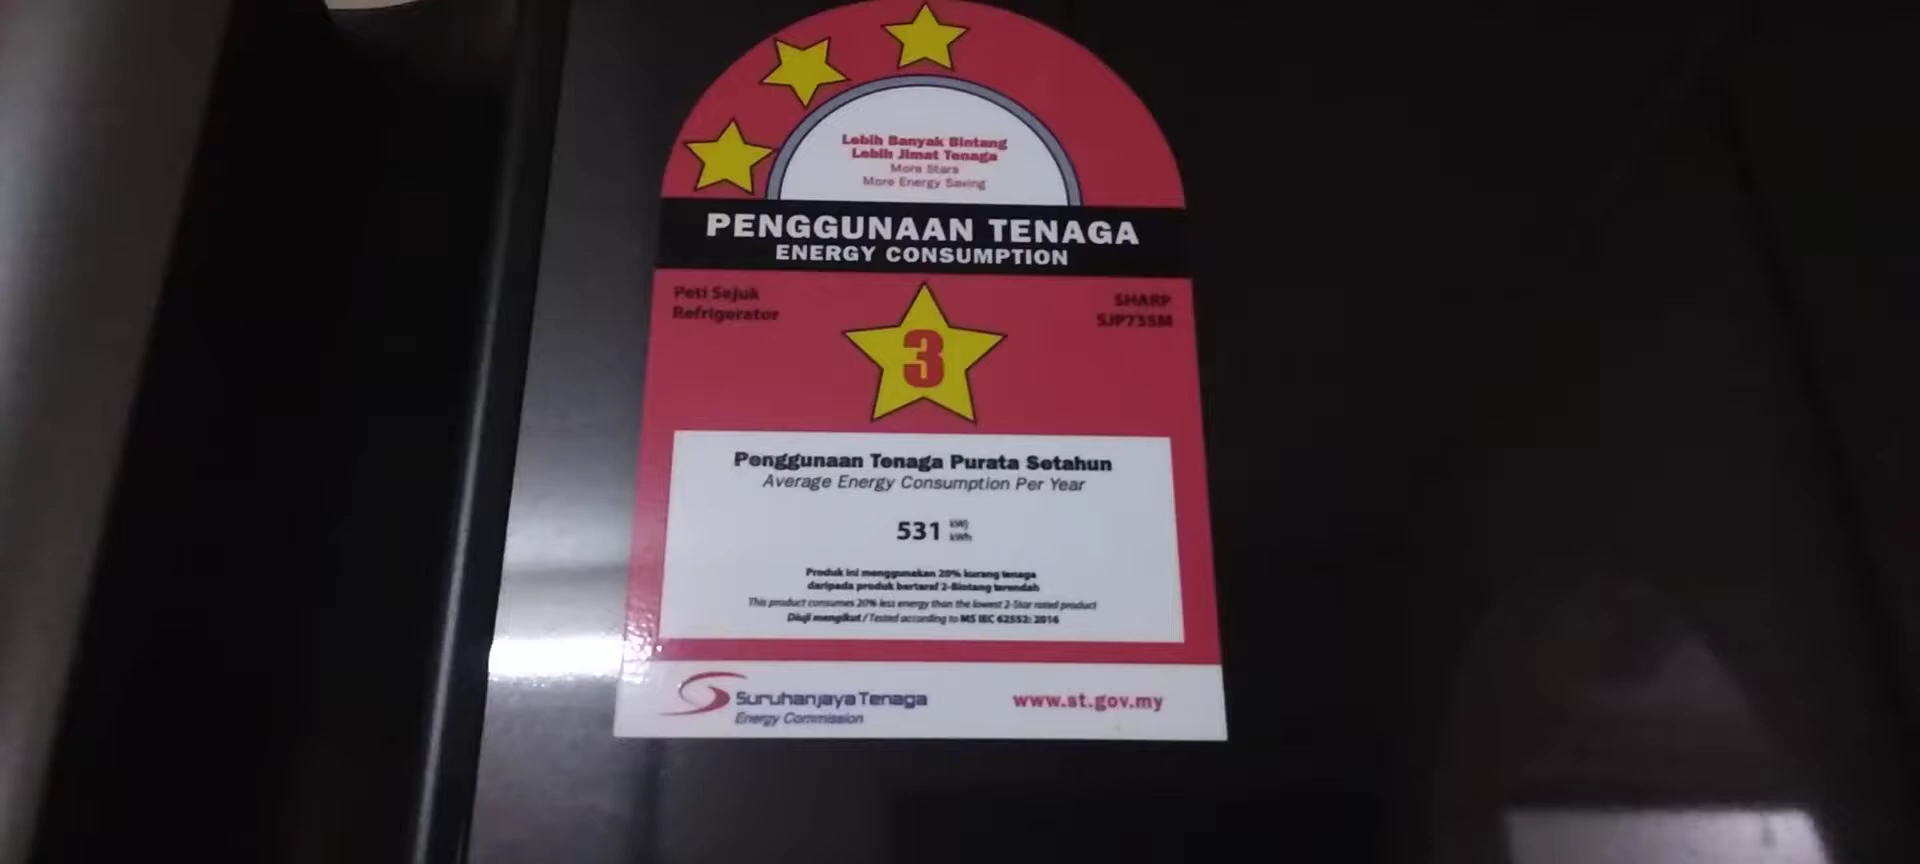 Lebih Banyak Bintang
Lebih Jimat Tenaga
More Stars
More Energy Saving
PENGGUNAAN TENAGA
ENERGY CONSUMPTION
Peti Sejuk
Refrigerator
SHARP
SJP735M
3
Penggunaan Tenaga Purata Setahun
Average Energy Consumption Per Year
531 kWj
kWh
Produk ini menggunakan 20% kurang tenaga
daripada produk bertaraf 2-Bintang terendah
This product consumes 20% less energy than the lowest 2-Star rated product
Diuji mengikut / Tested according to MS IEC 62552: 2016
Suruhanjaya Tenaga
Energy Commission
www.st.gov.my